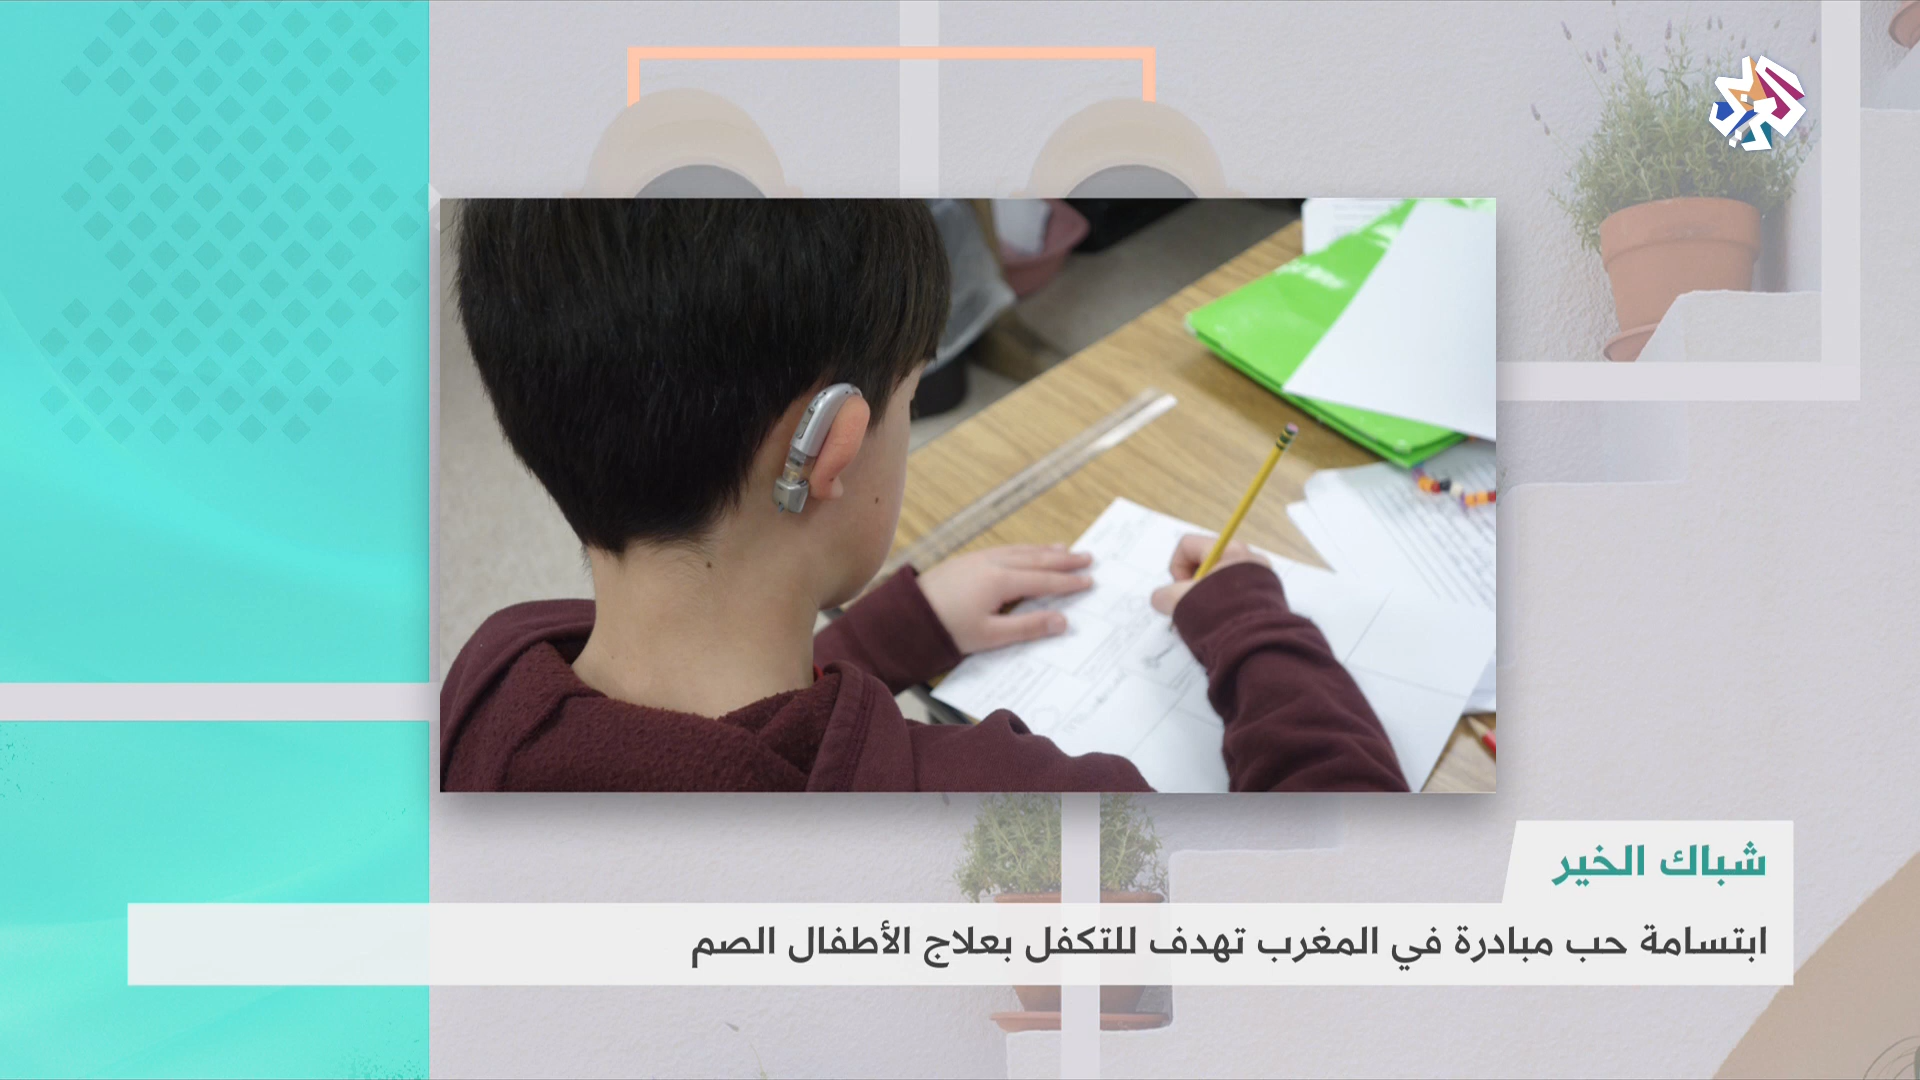 شباك الخير
ابتسامة حب مبادرة في المغرب تهدف للتكفل بعلاج الأطفال الصم